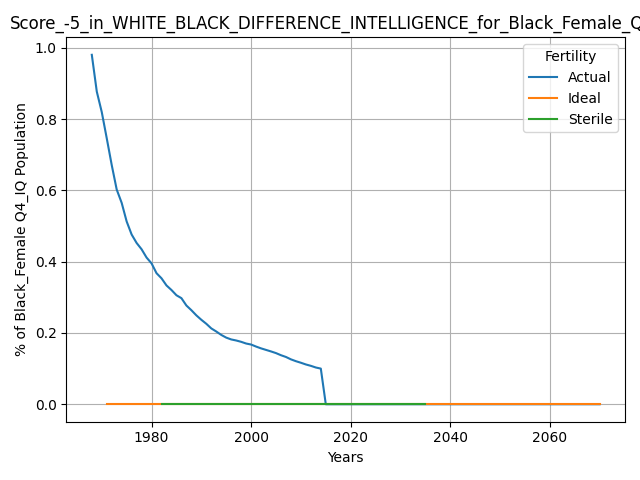 Score_-5_in_WHITE_BLACK_DIFFERENCE_INTELLIGENCE_for_Black_Female_Q
Fertility
Actual
Ideal
Sterile
% of Black_Female Q4_IQ Population
1.0
0.8
0.6
0.4
0.2
0.0
1980 2000 2020 2040 2060
Years